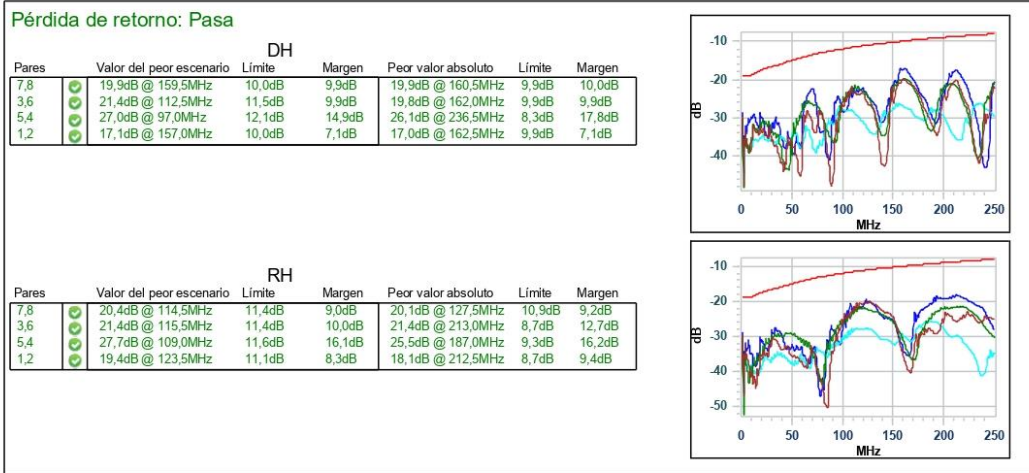 Pérdida de retorno: Pasa
DH
Pares Valor del peor escenario Límite Margen Peor valor absoluto Límite Margen
7,8 19,9dB @ 159,5MHz 10,0dB 9,9dB 19,9dB @ 160,5MHz 9,9dB 10,0dB
3,6 21,4dB @ 112,5MHz 11,5dB 9,9dB 19,8dB @ 162,0MHz 9,9dB 9,9dB
5,4 27,0dB @ 97,0MHz 12,1dB 14,9dB 26,1dB @ 236,5MHz 8,3dB 17,8dB
1,2 17,1dB @ 157,0MHz 10,0dB 7,1dB 17,0dB @ 162,5MHz 9,9dB 7,1dB
-10
-20
-30
-40
dB
0 50 100 150 200 250
MHz
RH
Pares Valor del peor escenario Límite Margen Peor valor absoluto Límite Margen
7,8 20,4dB @ 114,5MHz 11,4dB 9,0dB 20,1dB @ 127,5MHz 10,9dB 9,2dB
3,6 21,4dB @ 115,5MHz 11,4dB 10,0dB 21,4dB @ 213,0MHz 8,7dB 12,7dB
5,4 27,7dB @ 109,0MHz 11,6dB 16,1dB 25,5dB @ 187,0MHz 9,3dB 16,2dB
1,2 19,4dB @ 123,5MHz 11,1dB 8,3dB 18,1dB @ 212,5MHz 8,7dB 9,4dB
-10
-20
-30
-40
-50
dB
0 50 100 150 200 250
MHz